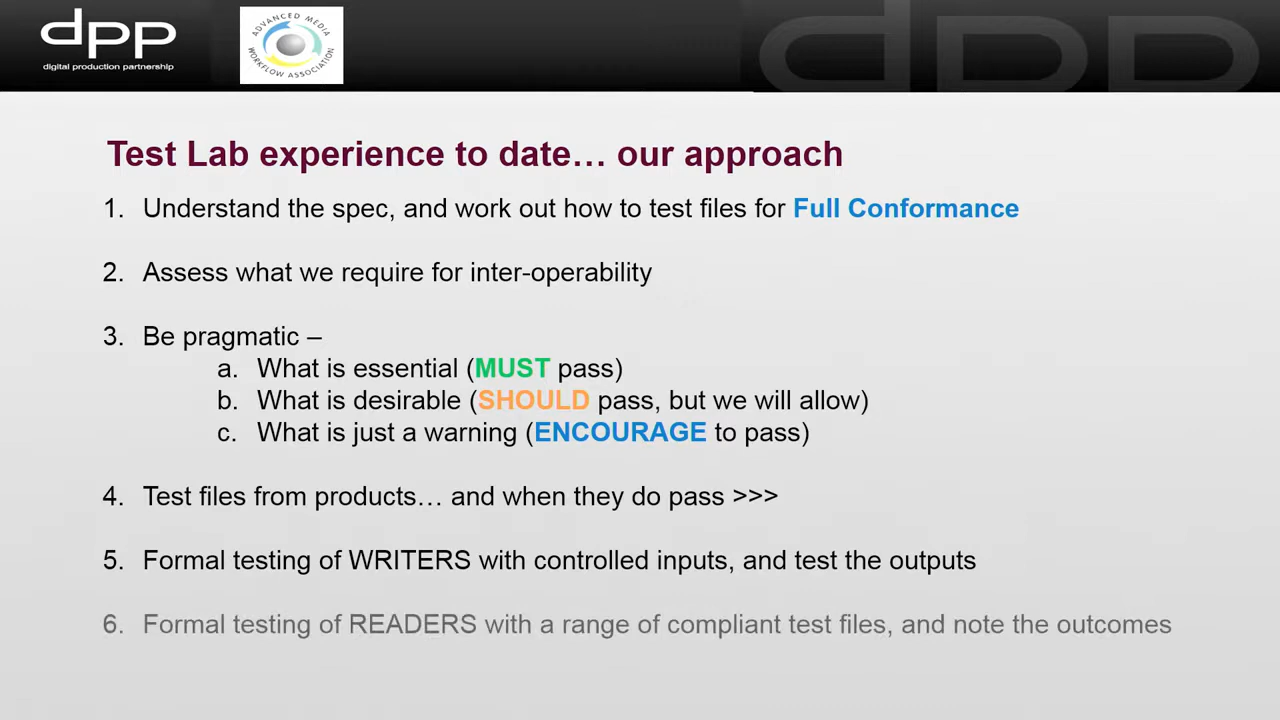 dpp
digital production partnership
ADVANCED MEDIA
WORKFLOW ASSOCIATION
dpp
Test Lab experience to date… our approach
1. Understand the spec, and work out how to test files for Full Conformance
2. Assess what we require for inter-operability
3. Be pragmatic –
a. What is essential (MUST pass)
b. What is desirable (SHOULD pass, but we will allow)
c. What is just a warning (ENCOURAGE to pass)
4. Test files from products… and when they do pass >>>
5. Formal testing of WRITERS with controlled inputs, and test the outputs
6. Formal testing of READERS with a range of compliant test files, and note the outcomes